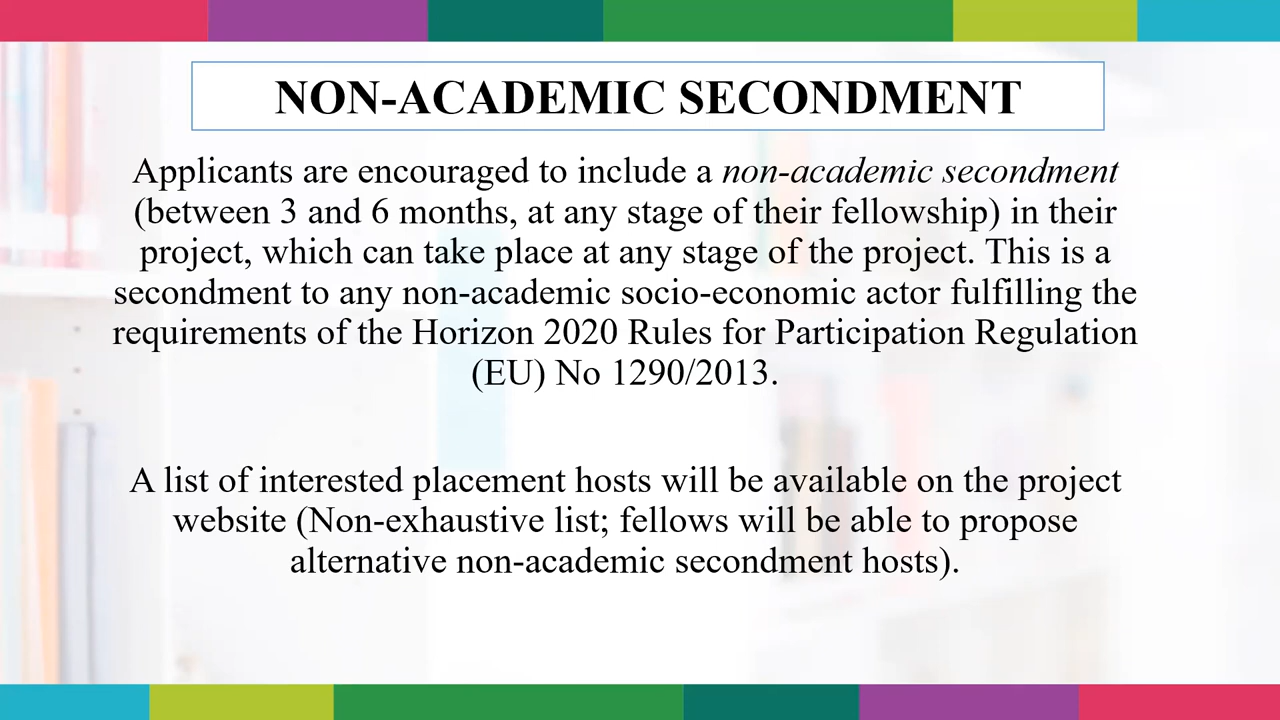 NON-ACADEMIC SECONDMENT
Applicants are encouraged to include a non-academic secondment
(between 3 and 6 months, at any stage of their fellowship) in their
project, which can take place at any stage of the project. This is a
secondment to any non-academic socio-economic actor fulfilling the
requirements of the Horizon 2020 Rules for Participation Regulation
(EU) No 1290/2013.
A list of interested placement hosts will be available on the project
website (Non-exhaustive list; fellows will be able to propose
alternative non-academic secondment hosts).